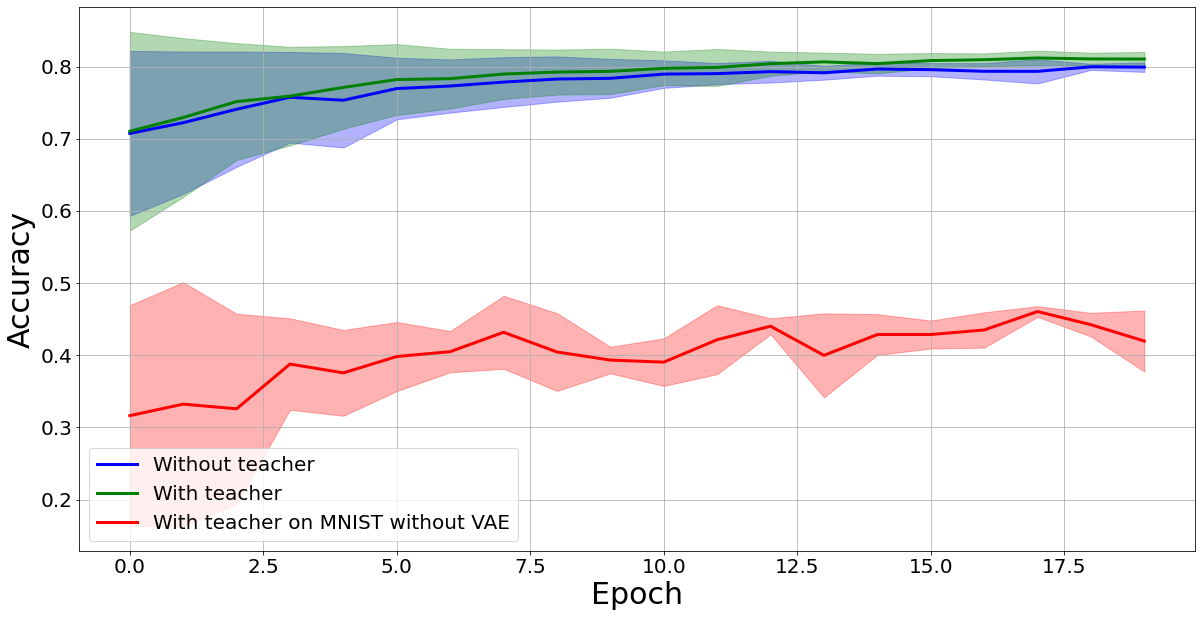 Accuracy
0.8
0.7
0.6
0.5
0.4
0.3
0.2
Without teacher
With teacher
With teacher on MNIST without VAE
0.0 2.5 5.0 7.5 10.0 12.5 15.0 17.5
Epoch